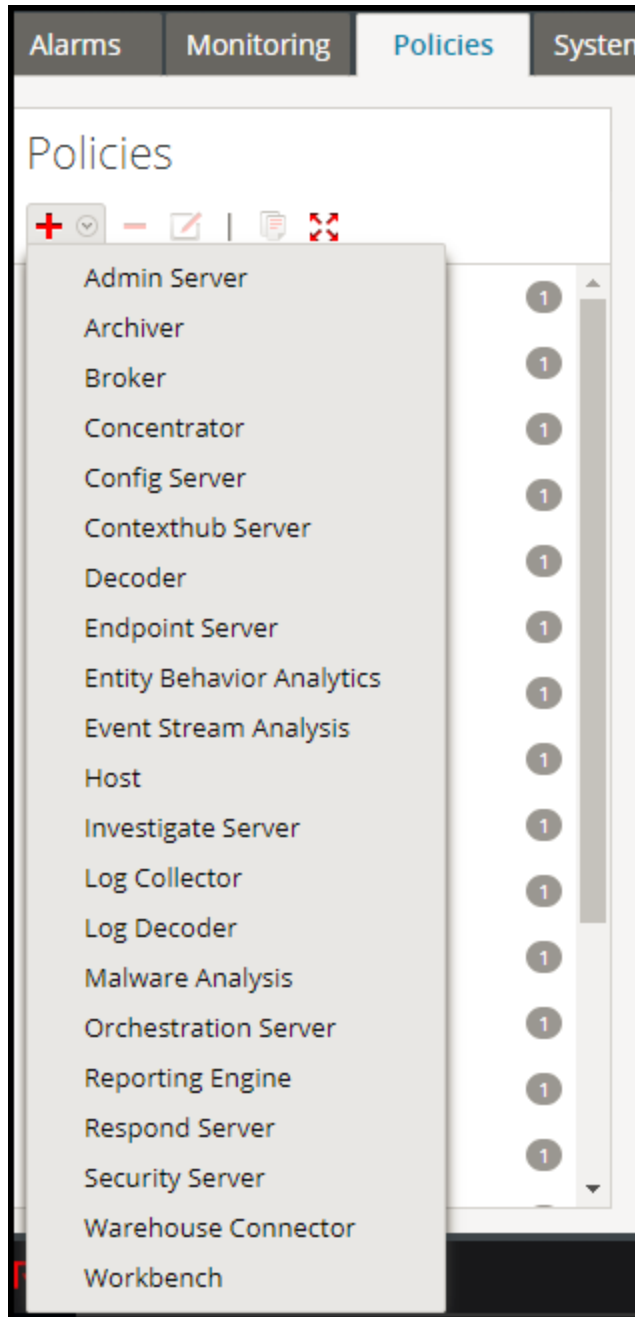 Alarms Monitoring Policies System
Policies
Admin Server
1
Archiver
Broker
1
Concentrator
1
Config Server
1
Contexthub Server
Decoder
1
Endpoint Server
1
Entity Behavior Analytics
1
Event Stream Analysis
Host
1
Investigate Server
1
Log Collector
1
Log Decoder
Malware Analysis
1
Orchestration Server
1
Reporting Engine
1
Respond Server
1
Security Server
Warehouse Connector
Workbench